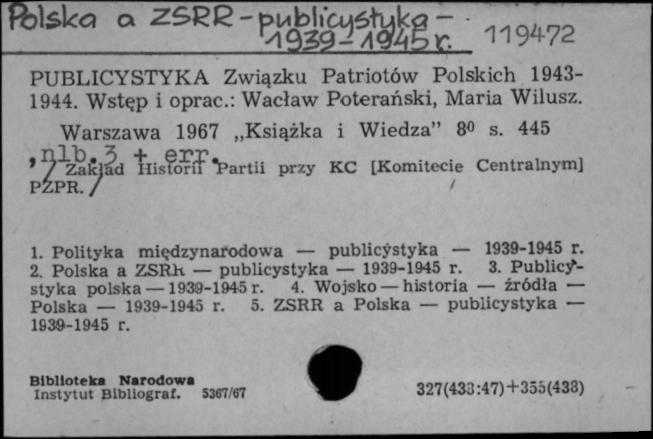 Polska a ZSRR - publicystyka -
1939-1945 r. 119472
PUBLICYSTYKA Związku Patriotów Polskich 1943-
1944. Wstęp i oprac.: Wacław Poterański, Maria Wilusz.
Warszawa 1967 „Książka i Wiedza” 8⁰ s. 445
, nlb. 3 + err.
/ Zakład Historii Partii przy KC [Komitecie Centralnym]
PZPR. /
1. Polityka międzynarodowa — publicystyka — 1939-1945 r.
2. Polska a ZSRR — publicystyka — 1939-1945 r. 3. Publicy-
styka polska — 1939-1945 r. 4. Wojsko — historia — źródła —
Polska — 1939-1945 r. 5. ZSRR a Polska — publicystyka —
1939-1945 r.
Biblioteka Narodowa
Instytut Bibliograf. 5367/67 327(438:47)+355(438)